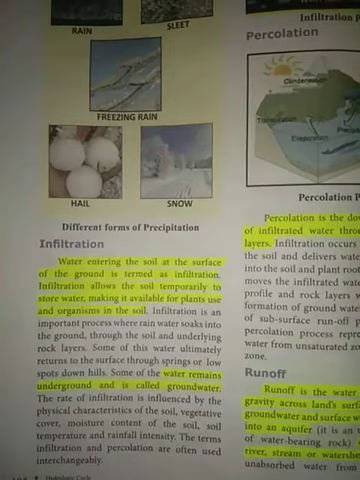 RAIN
SLEET
FREEZING RAIN
HAIL
SNOW
Different forms of Precipitation
Infiltration
Water entering the soil at the surface
of the ground is termed as infiltration.
Infiltration allows the soil temporarily to
store water, making it available for plants use
and organisms in the soil. Infiltration is an
important process where rain water soaks into
the ground, through the soil and underlying
rock layers. Some of this water ultimately
returns to the surface through springs or low
spots down hills. Some of the water remains
underground and is called groundwater.
The rate of infiltration is influenced by the
physical characteristics of the soil, vegetative
cover, moisture content of the soil, soil
temperature and rainfall intensity. The terms
infiltration and percolation are often used
interchangeably.
Hydrologic Cycle
Infiltration P
Percolation
Condensation
Transpiration
Evaporation
Percolation P
Percolation is the do
of infiltrated water throu
layers. Infiltration occurs
the soil and delivers wate
into the soil and plant root
moves the infiltrated wate
profile and rock layers w
formation of ground wate
of sub-surface run-off p
percolation process repre
water from unsaturated zo
zone.
Runoff
Runoff is the water
gravity across land's surfa
groundwater and surface w
into an aquifer (it is an u
of water-bearing rock)
river, stream or watershe
unabsorbed water from